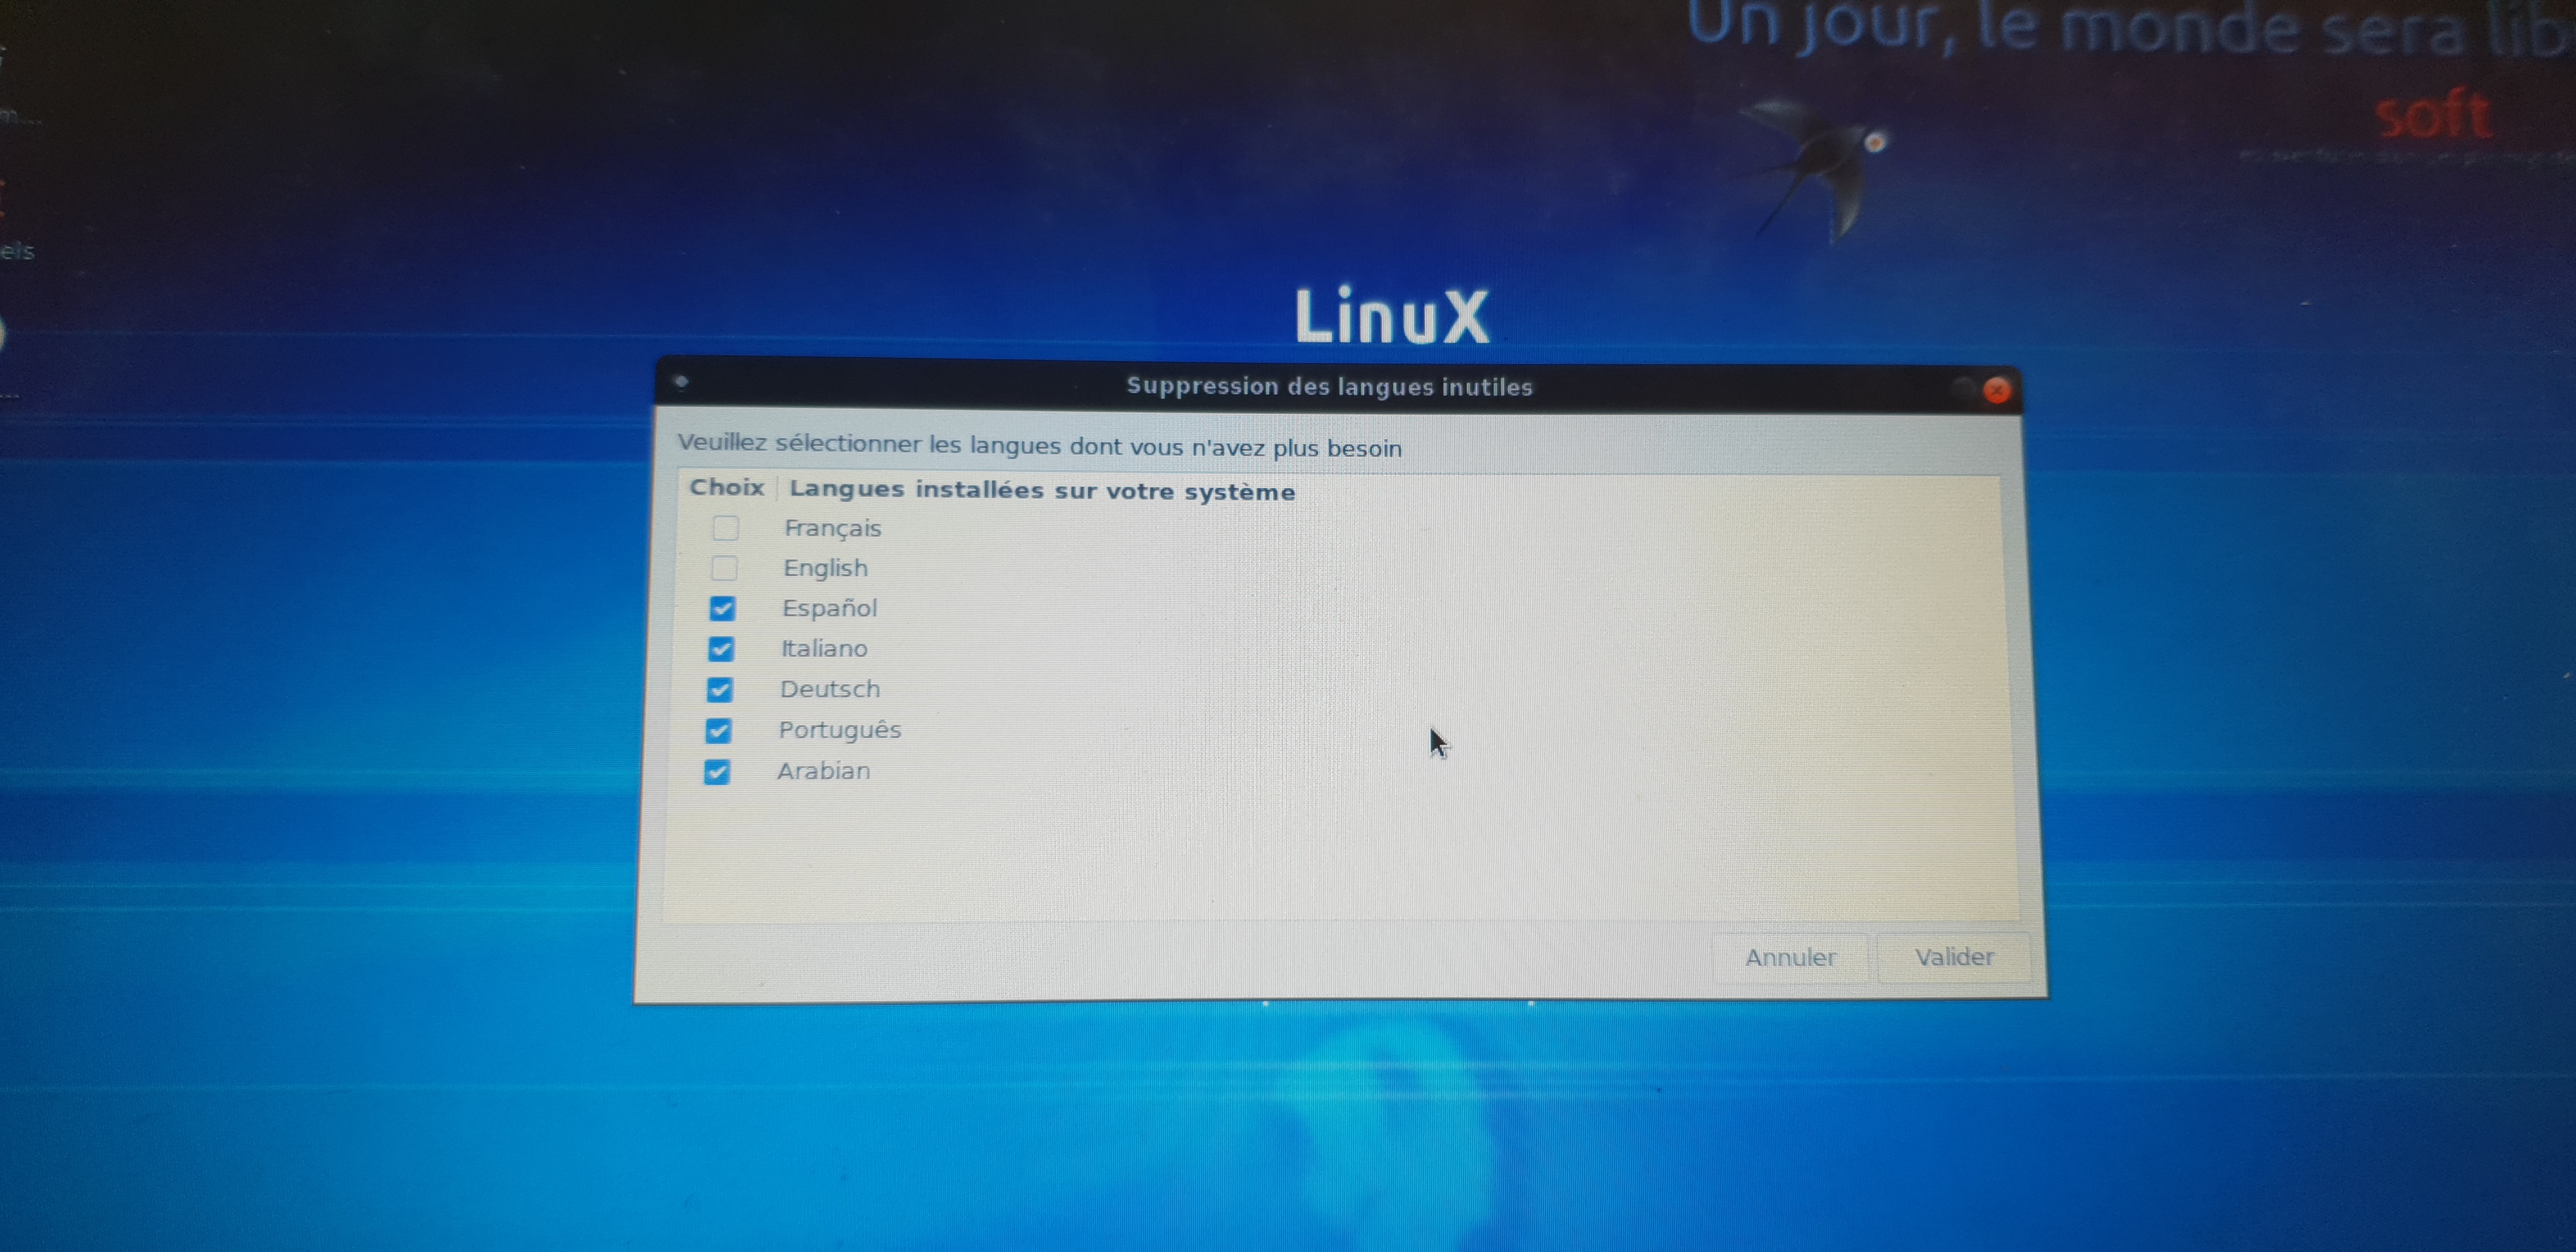 Un jour, le monde sera lib
soft
els
LinuX
Suppression des langues inutiles
Veuillez sélectionner les langues dont vous n'avez plus besoin
Choix Langues installées sur votre système
Français
English
Español
Italiano
Deutsch
Português
Arabian
Annuler Valider